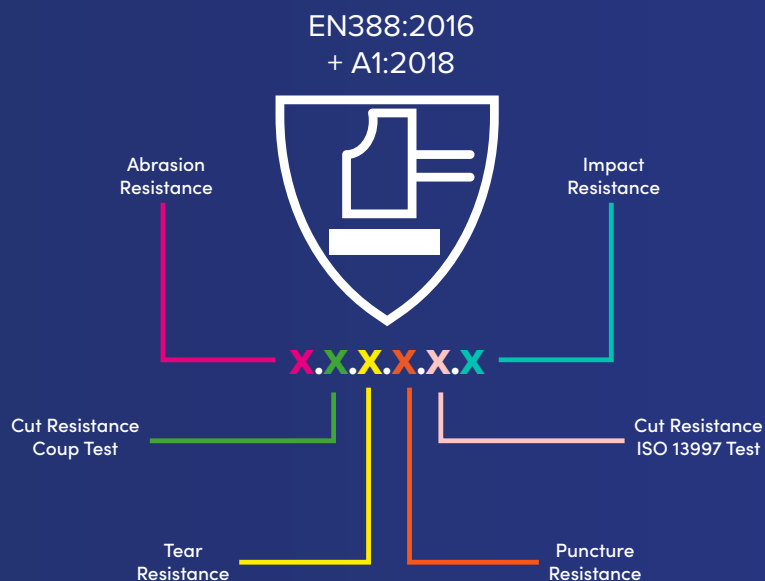 EN388:2016
+ A1:2018
Abrasion
Resistance
Impact
Resistance
X.X.X.X.X.X
Cut Resistance
Coup Test
Cut Resistance
ISO 13997 Test
Tear
Resistance
Puncture
Resistance